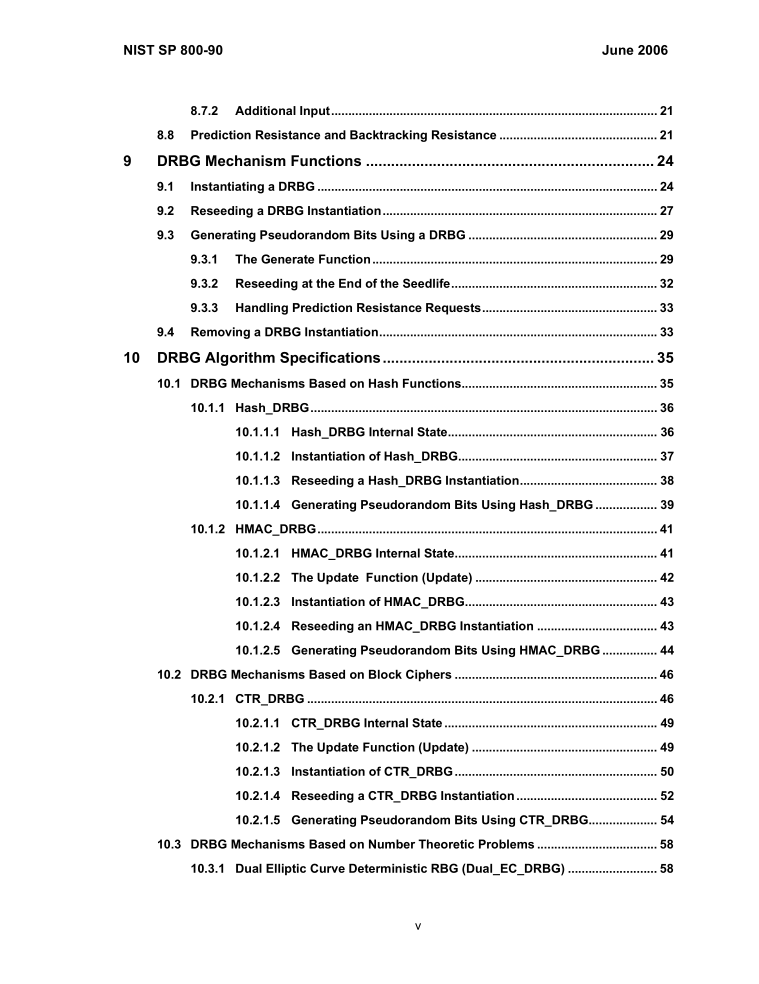 NIST SP 800-90 June 2006
8.7.2 Additional Input............................................................................................... 21
8.8 Prediction Resistance and Backtracking Resistance .............................................. 21
9 DRBG Mechanism Functions ..................................................................... 24
9.1 Instantiating a DRBG ................................................................................................... 24
9.2 Reseeding a DRBG Instantiation................................................................................ 27
9.3 Generating Pseudorandom Bits Using a DRBG ....................................................... 29
9.3.1 The Generate Function................................................................................... 29
9.3.2 Reseeding at the End of the Seedlife............................................................ 32
9.3.3 Handling Prediction Resistance Requests................................................... 33
9.4 Removing a DRBG Instantiation................................................................................. 33
10 DRBG Algorithm Specifications................................................................. 35
10.1 DRBG Mechanisms Based on Hash Functions......................................................... 35
10.1.1 Hash_DRBG..................................................................................................... 36
10.1.1.1 Hash_DRBG Internal State............................................................. 36
10.1.1.2 Instantiation of Hash_DRBG.......................................................... 37
10.1.1.3 Reseeding a Hash_DRBG Instantiation........................................ 38
10.1.1.4 Generating Pseudorandom Bits Using Hash_DRBG .................. 39
10.1.2 HMAC_DRBG................................................................................................... 41
10.1.2.1 HMAC_DRBG Internal State........................................................... 41
10.1.2.2 The Update Function (Update) ..................................................... 42
10.1.2.3 Instantiation of HMAC_DRBG........................................................ 43
10.1.2.4 Reseeding an HMAC_DRBG Instantiation ................................... 43
10.1.2.5 Generating Pseudorandom Bits Using HMAC_DRBG ................ 44
10.2 DRBG Mechanisms Based on Block Ciphers ........................................................... 46
10.2.1 CTR_DRBG ...................................................................................................... 46
10.2.1.1 CTR_DRBG Internal State .............................................................. 49
10.2.1.2 The Update Function (Update) ...................................................... 49
10.2.1.3 Instantiation of CTR_DRBG........................................................... 50
10.2.1.4 Reseeding a CTR_DRBG Instantiation ......................................... 52
10.2.1.5 Generating Pseudorandom Bits Using CTR_DRBG.................... 54
10.3 DRBG Mechanisms Based on Number Theoretic Problems ................................... 58
10.3.1 Dual Elliptic Curve Deterministic RBG (Dual_EC_DRBG) .......................... 58
v